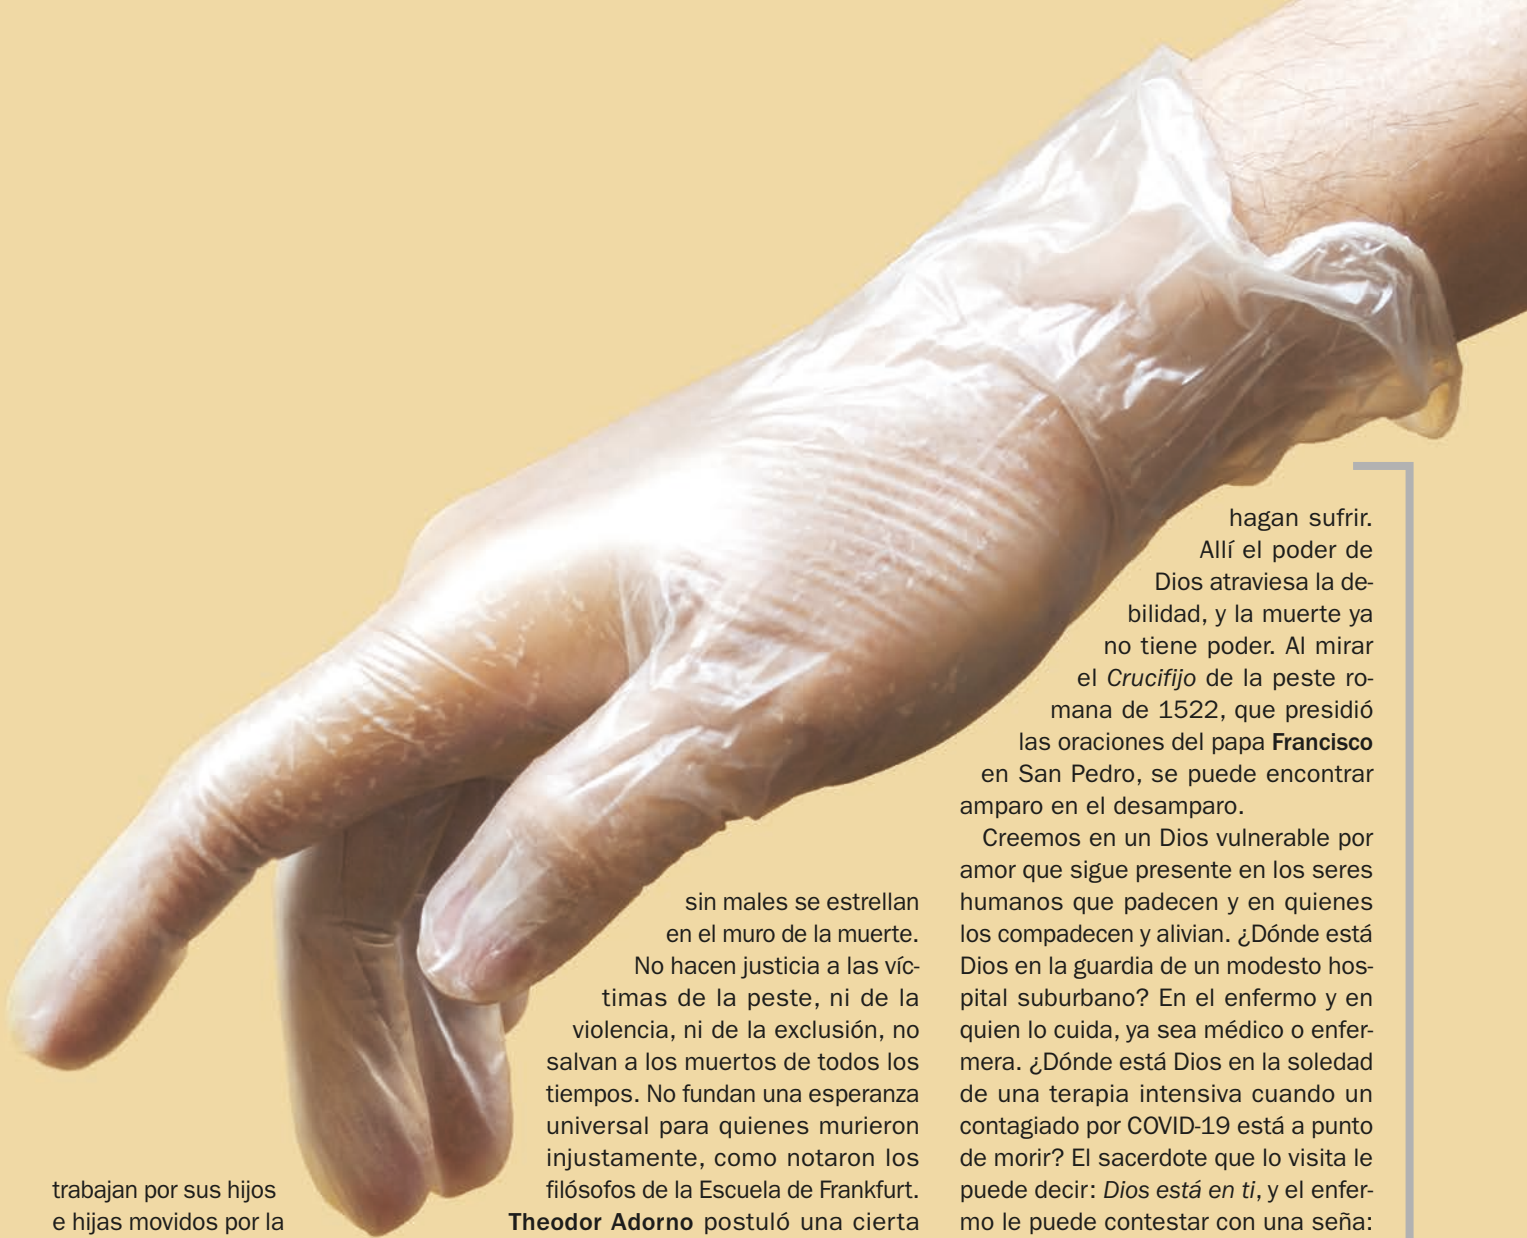 trabajan por sus hijos
e hijas movidos por la
sin males se estrellan
en el muro de la muerte.
No hacen justicia a las víc-
timas de la peste, ni de la
violencia, ni de la exclusión, no
salvan a los muertos de todos los
tiempos. No fundan una esperanza
universal para quienes murieron
injustamente, como notaron los
filósofos de la Escuela de Frankfurt.
Theodor Adorno postuló una cierta
hagan sufrir.
Allí el poder de
Dios atraviesa la de-
bilidad, y la muerte ya
no tiene poder. Al mirar
el Crucifijo de la peste ro-
mana de 1522, que presidió
las oraciones del papa Francisco
en San Pedro, se puede encontrar
amparo en el desamparo.
Creemos en un Dios vulnerable por
amor que sigue presente en los seres
humanos que padecen y en quienes
los compadecen y alivian. ¿Dónde está
Dios en la guardia de un modesto hos-
pital suburbano? En el enfermo y en
quien lo cuida, ya sea médico o enfer-
mera. ¿Dónde está Dios en la soledad
de una terapia intensiva cuando un
contagiado por COVID-19 está a punto
de morir? El sacerdote que lo visita le
puede decir: Dios está en ti, y el enfer-
mo le puede contestar con una seña: